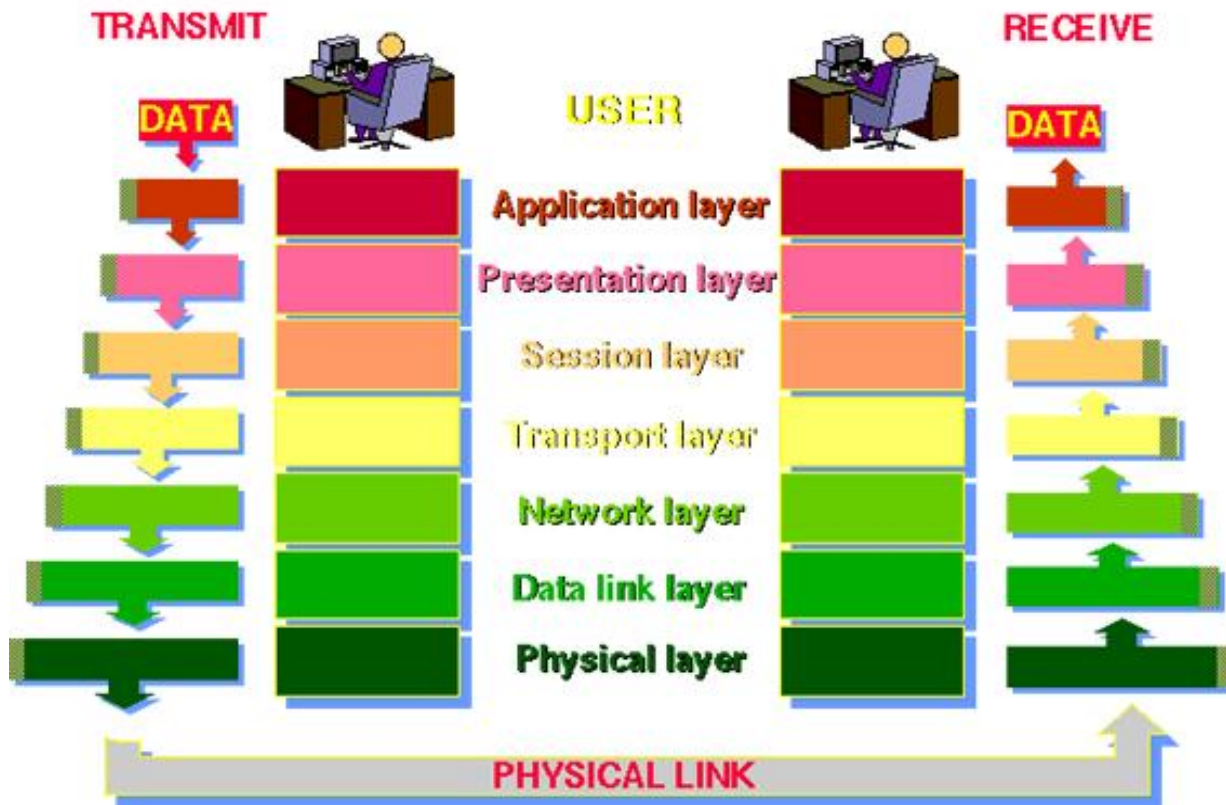 TRANSMIT
RECEIVE
USER
DATA
DATA
Application layer
Presentation layer
Session layer
Transport layer
Network layer
Data link layer
Physical layer
PHYSICAL LINK